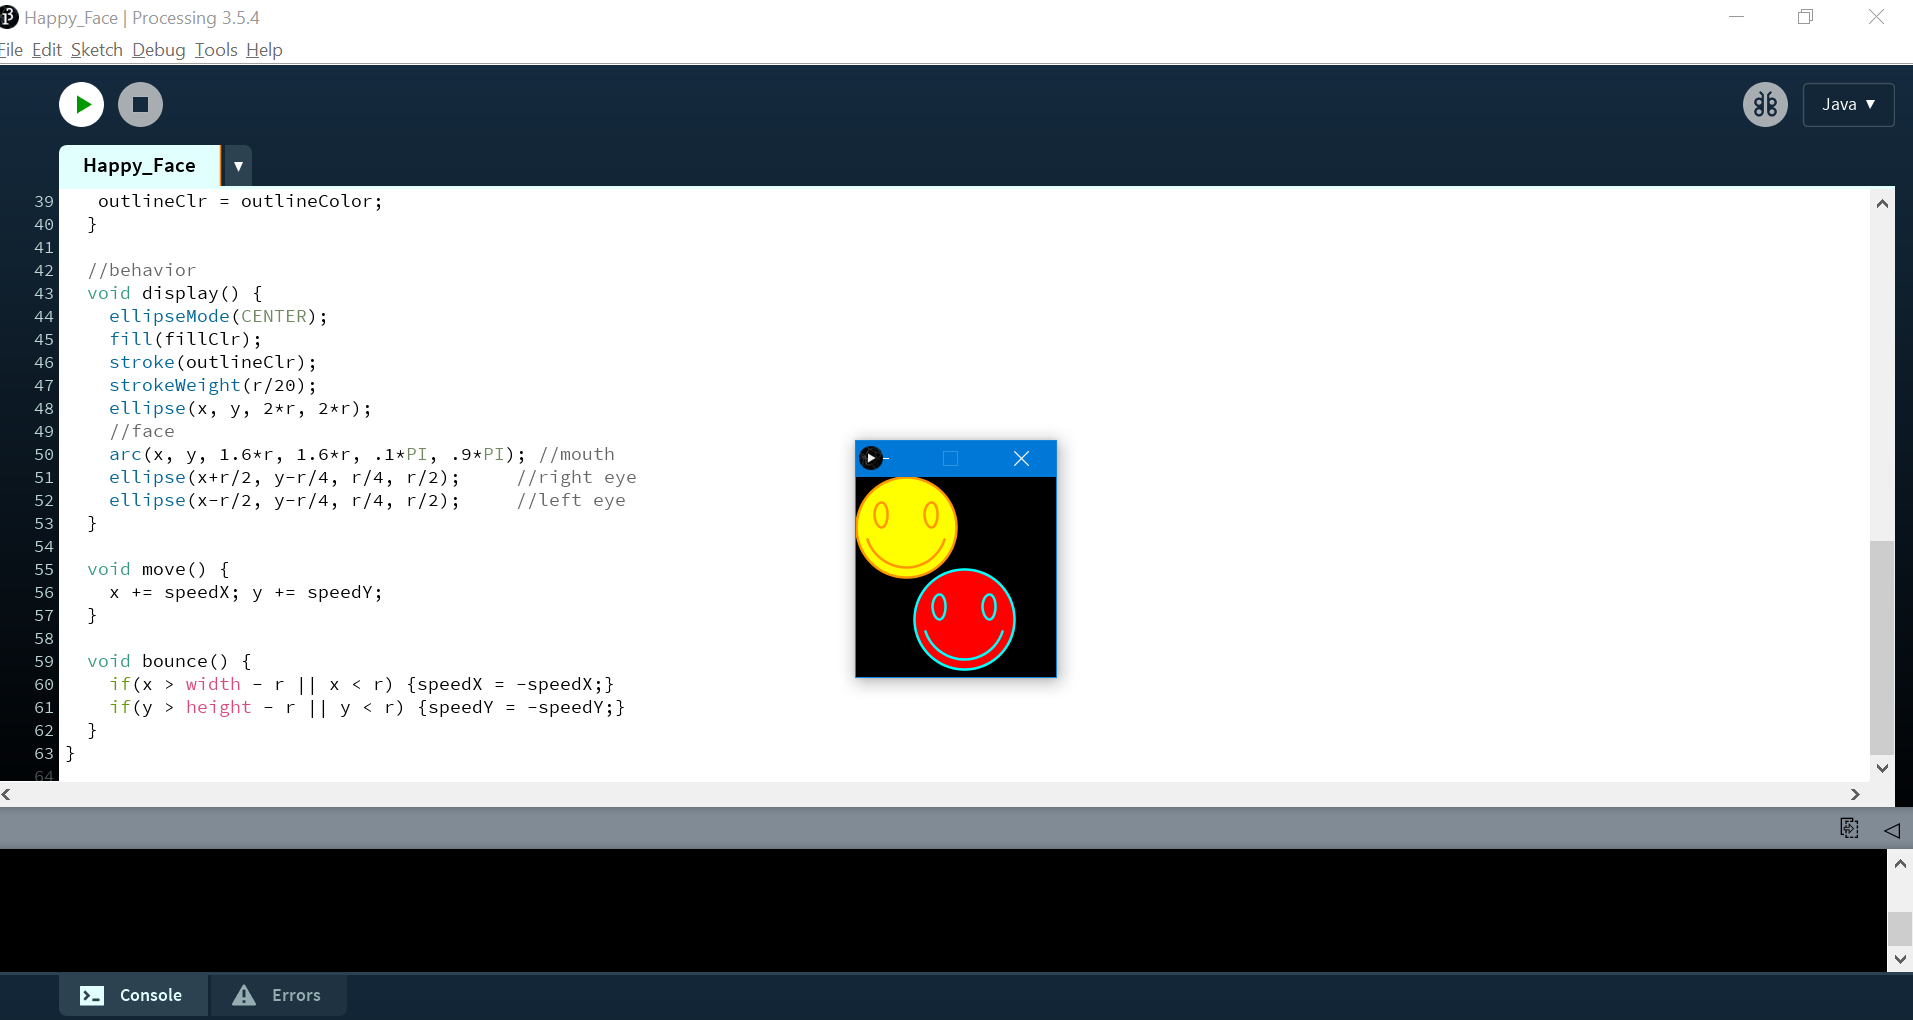 Happy_Face | Processing 3.5.4
File Edit Sketch Debug Tools Help
Java ▼
Happy_Face ▼
39 outlineClr = outlineColor;
40 }
41
42 //behavior
43 void display() {
44 ellipseMode(CENTER);
45 fill(fillClr);
46 stroke(outlineClr);
47 strokeWeight(r/20);
48 ellipse(x, y, 2*r, 2*r);
49 //face
50 arc(x, y, 1.6*r, 1.6*r, .1*PI, .9*PI); //mouth
51 ellipse(x+r/2, y-r/4, r/4, r/2); //right eye
52 ellipse(x-r/2, y-r/4, r/4, r/2); //left eye
53 }
54
55 void move() {
56 x += speedX; y += speedY;
57 }
58
59 void bounce() {
60 if(x > width - r || x < r) {speedX = -speedX;}
61 if(y > height - r || y < r) {speedY = -speedY;}
62 }
63 }
64
Console Errors